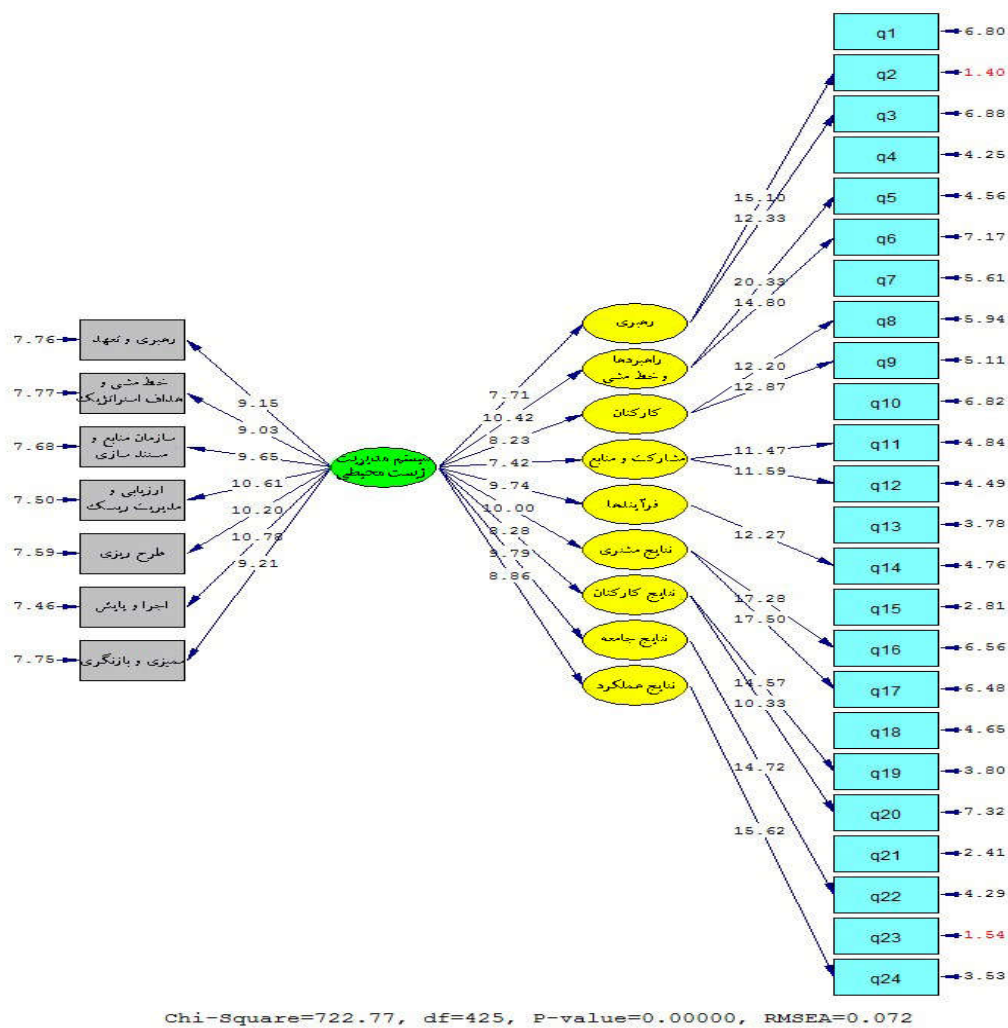 7.76
رهبری و تعهد
7.77
خط مشی و
هداف استراتژیک
7.68
سازمان منابع و
مستند سازی
7.50
ارزیابی و
مدیریت ریسک
7.59
طرح ریزی
7.46
اجرا و پایش
7.75
ممیزی و بازنگری
9.15
9.03
9.65
10.61
10.20
10.78
9.21
سیستم مدیریت
زیست محیطی
7.71
10.42
8.23
7.42
9.74
10.00
8.28
9.79
8.86
رهبری
راهبردها
و خط مشی
کارکنان
مشارکت و منابع
فرآیندها
نتایج مشتری
نتایج کارکنان
نتایج جامعه
نتایج عملکرد
15.10
12.33
20.33
14.80
12.20
12.87
11.47
11.59
12.27
17.28
17.50
14.57
10.33
14.72
15.62
q1 6.80
q2 1.40
q3 6.88
q4 4.25
q5 4.56
q6 7.17
q7 5.61
q8 5.94
q9 5.11
q10 6.82
q11 4.84
q12 4.49
q13 3.78
q14 4.76
q15 2.81
q16 6.56
q17 6.48
q18 4.65
q19 3.80
q20 7.32
q21 2.41
q22 4.29
q23 1.54
q24 3.53
Chi-Square=722.77, df=425, P-value=0.00000, RMSEA=0.072